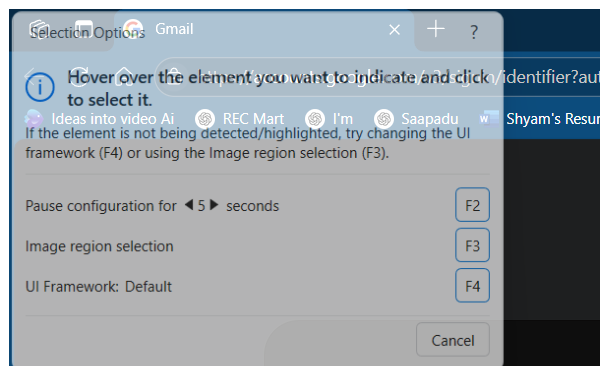 Selection Options
Gmail
?
Hover over the element you want to indicate and click
to select it.
identifier?aut
Ideas into video Ai
REC Mart
I'm
Saapadu
Shyam's Resur
If the element is not being detected/highlighted, try changing the UI
framework (F4) or using the Image region selection (F3).
Pause configuration for 5 seconds
F2
Image region selection
F3
UI Framework: Default
F4
Cancel